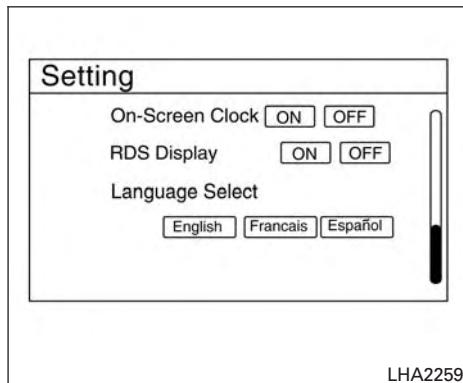 Setting
On-Screen Clock ON OFF
RDS Display ON OFF
Language Select
English Francais Español
LHA2259